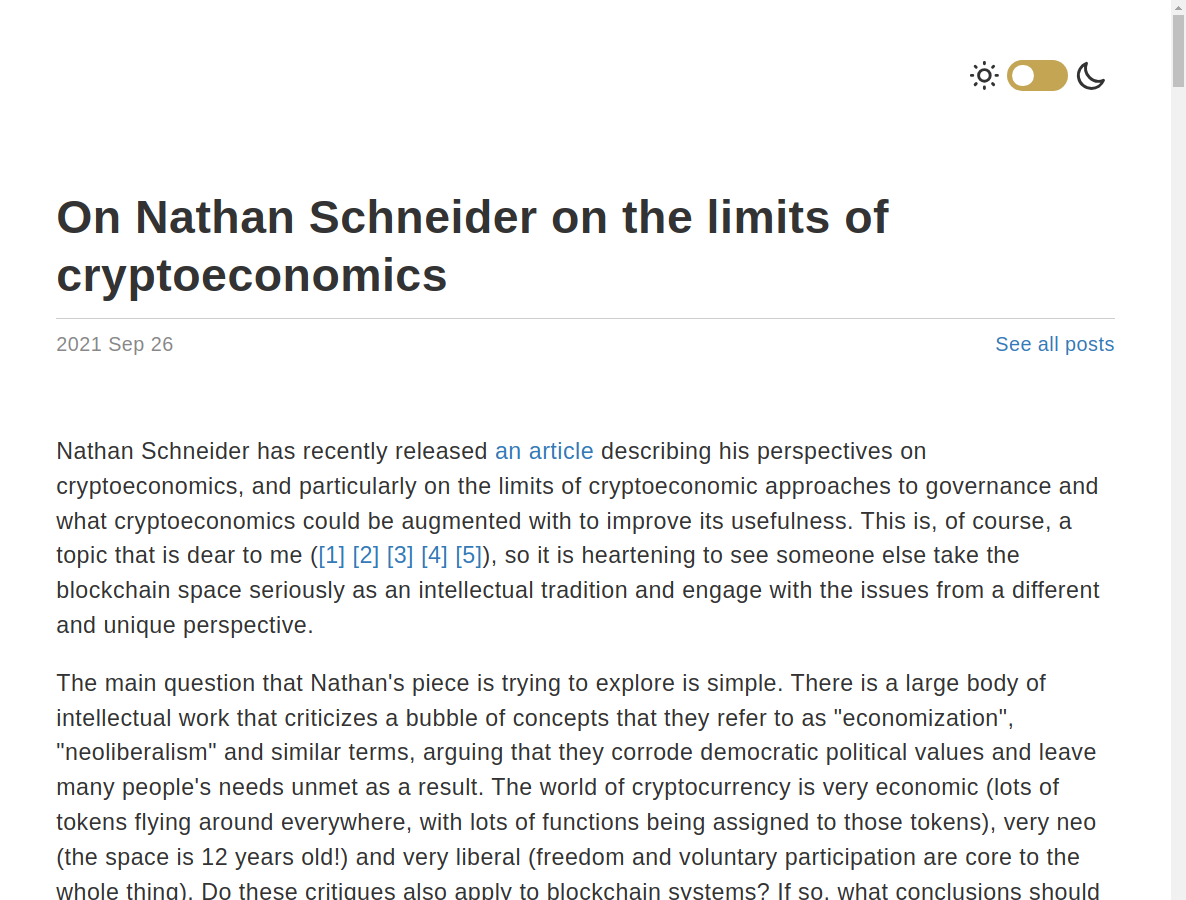 On Nathan Schneider on the limits of
cryptoeconomics
2021 Sep 26
See all posts
Nathan Schneider has recently released an article describing his perspectives on
cryptoeconomics, and particularly on the limits of cryptoeconomic approaches to governance and
what cryptoeconomics could be augmented with to improve its usefulness. This is, of course, a
topic that is dear to me ([1] [2] [3] [4] [5]), so it is heartening to see someone else take the
blockchain space seriously as an intellectual tradition and engage with the issues from a different
and unique perspective.
The main question that Nathan's piece is trying to explore is simple. There is a large body of
intellectual work that criticizes a bubble of concepts that they refer to as "economization",
"neoliberalism" and similar terms, arguing that they corrode democratic political values and leave
many people's needs unmet as a result. The world of cryptocurrency is very economic (lots of
tokens flying around everywhere, with lots of functions being assigned to those tokens), very neo
(the space is 12 years old!) and very liberal (freedom and voluntary participation are core to the
whole thing). Do these critiques also apply to blockchain systems? If so, what conclusions should